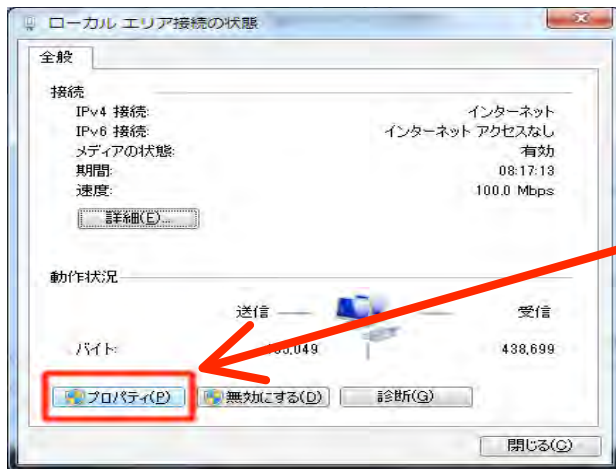 ローカル エリア接続の状態
全般
接続
IPv4 接続: インターネット
IPv6 接続: インターネット アクセスなし
メディアの状態: 有効
期間: 08:17:13
速度: 100.0 Mbps
詳細(E)...
動作状況
送信 受信
バイト: 438,699
プロパティ(P) 無効にする(D) 診断(G)
閉じる(C)